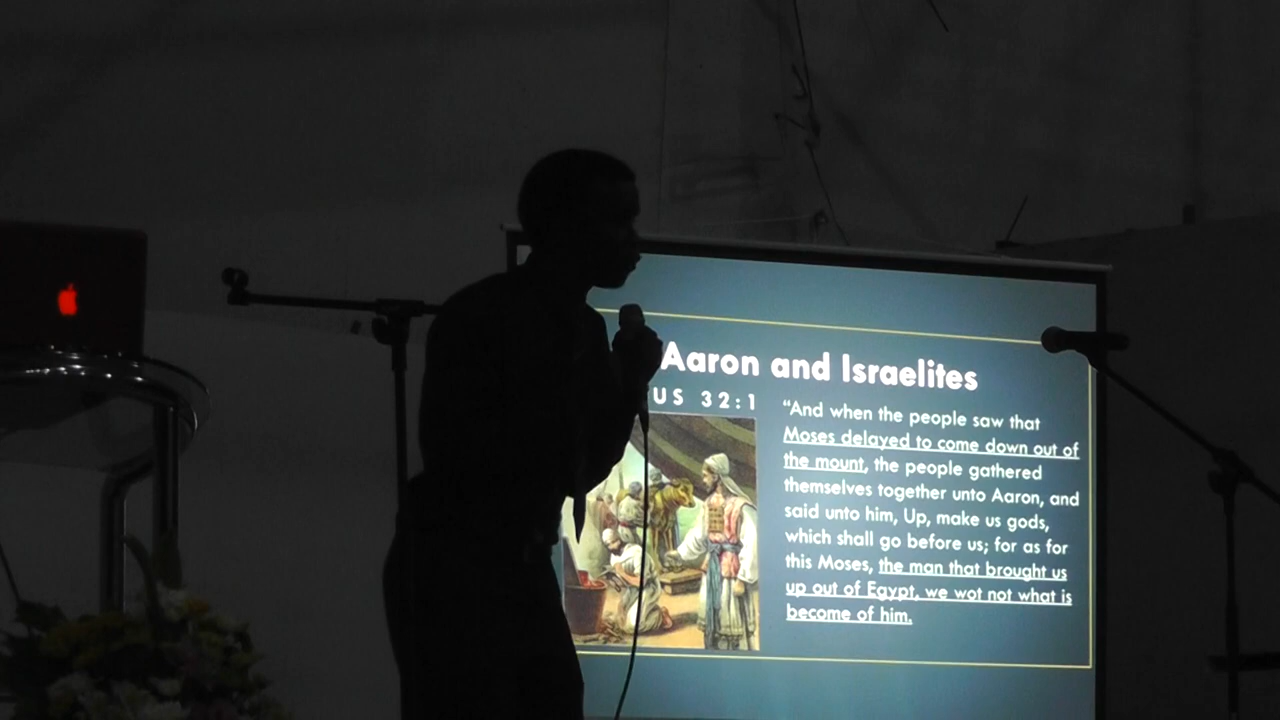 Aaron and Israelites
US 32:1
“And when the people saw that
Moses delayed to come down out of
the mount, the people gathered
themselves together unto Aaron, and
said unto him, Up, make us gods,
which shall go before us; for as for
this Moses, the man that brought us
up out of Egypt, we wot not what is
become of him.